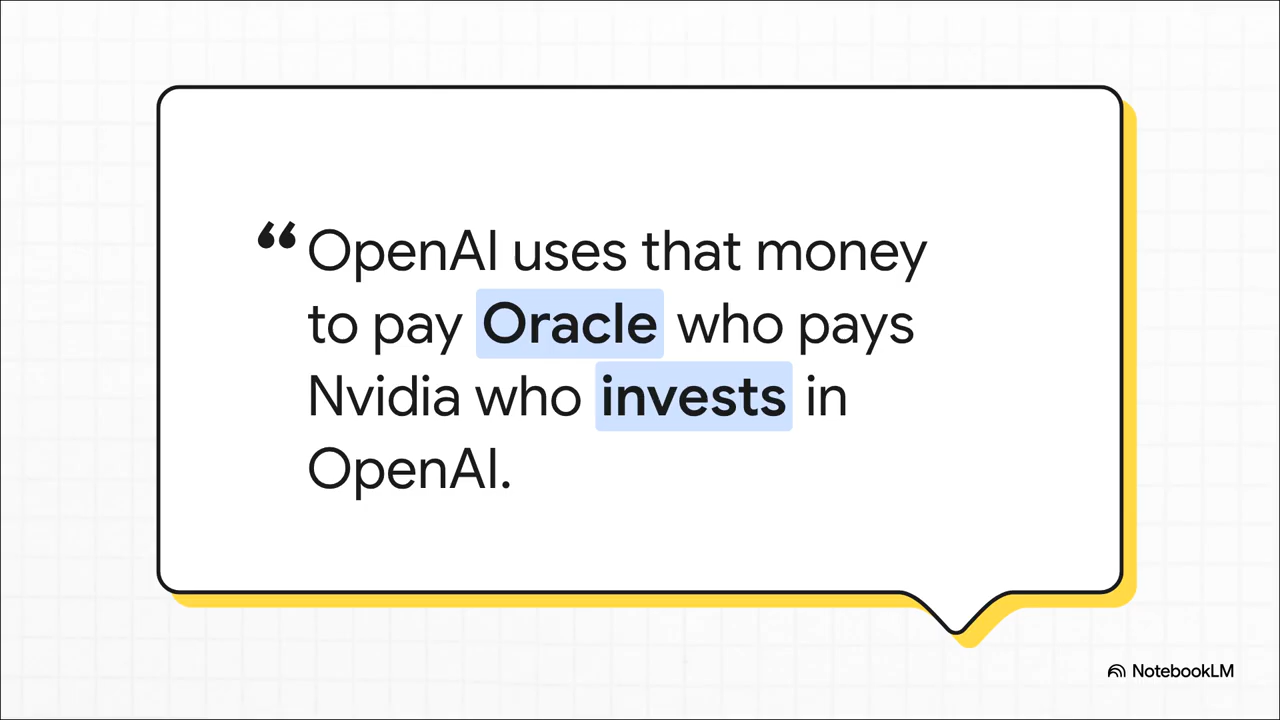 “OpenAI uses that money
to pay Oracle who pays
Nvidia who invests in
OpenAI.
NotebookLM